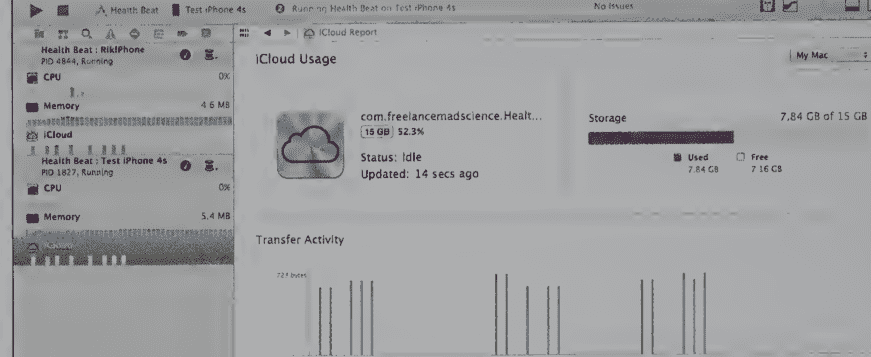 Health Beat Test iPhone 4s Running Health Beat on Test iPhone 4s No Issues
iCloud Report
Health Beat : RikiPhone
PID 4844, Running
CPU 0%
Memory 4.6 MB
iCloud
Health Beat : Test iPhone 4s
PID 1827, Running
CPU 0%
Memory 5.4 MB
iCloud Usage
My Mac
com.freelancemadscience.Healt...
15 GB 52.3%
Status: Idle
Updated: 14 secs ago
Storage 7.84 GB of 15 GB
Used Free
7.84 GB 7.16 GB
Transfer Activity